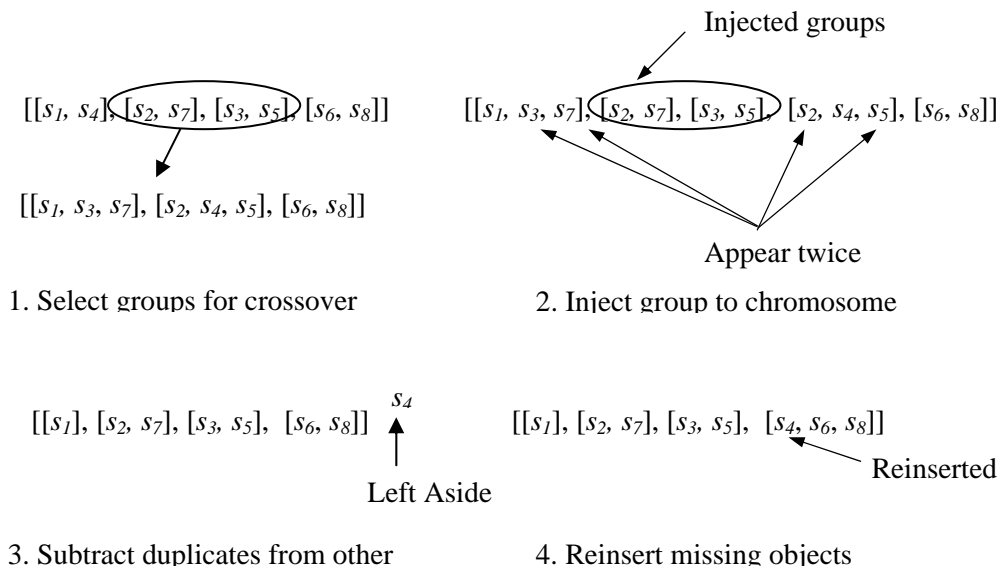 Injected groups
[[s1, s4], [s2, s7], [s3, s5], [s6, s8]]
[[s1, s3, s7], [s2, s7], [s3, s5], [s2, s4, s5], [s6, s8]]
[[s1, s3, s7], [s2, s4, s5], [s6, s8]]
Appear twice
1. Select groups for crossover
2. Inject group to chromosome
[[s1], [s2, s7], [s3, s5], [s6, s8]] s4
Left Aside
[[s1], [s2, s7], [s3, s5], [s4, s6, s8]]
Reinserted
3. Subtract duplicates from other
4. Reinsert missing objects